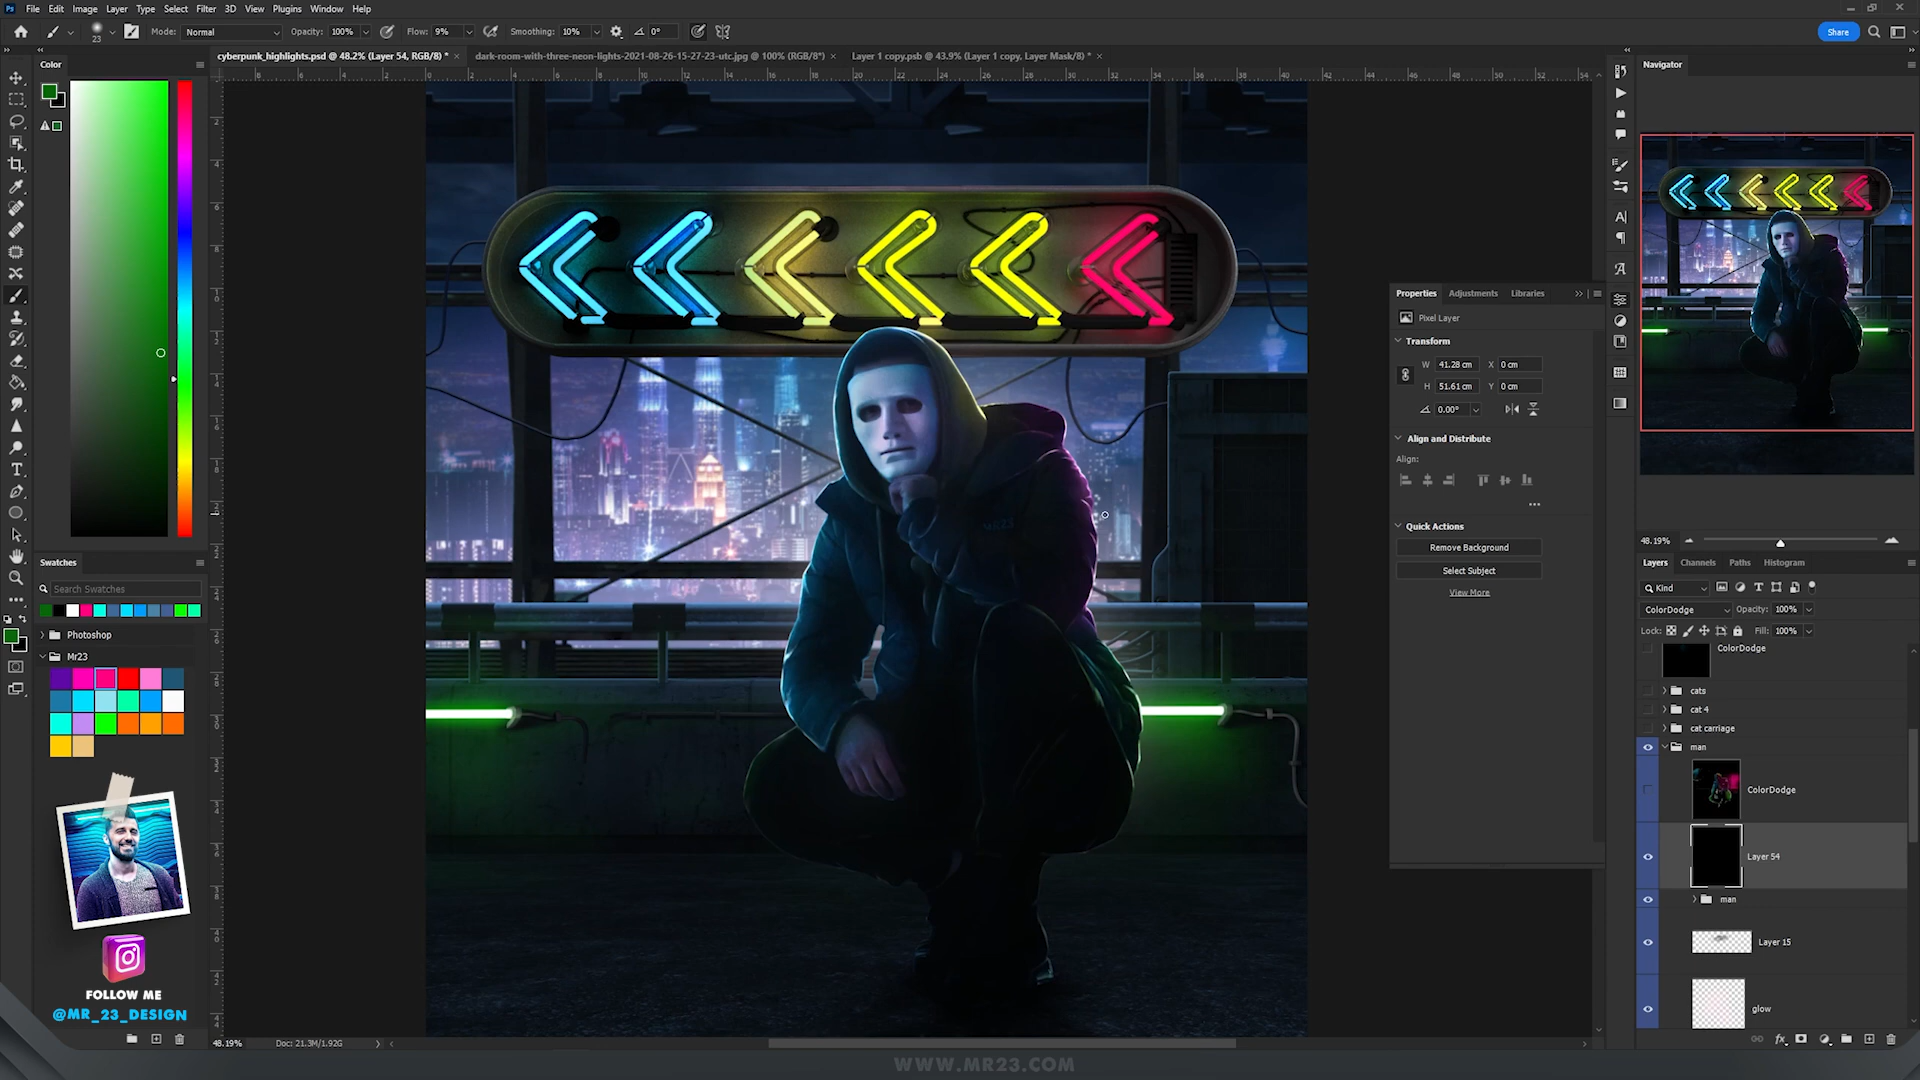 Ps File Edit Image Layer Type Select Filter 3D View Plugins Window Help
23 Mode: Normal Opacity: 100% Flow: 9% Smoothing: 10% 0° Share
cyberpunk_highlights.psd @ 48.2% (Layer 54, RGB/8) * × dark-room-with-three-neon-lights-2021-08-26-15-27-23-utc.jpg @ 100% (RGB/8*) × Layer 1 copy.psb @ 43.9% (Layer 1 copy, Layer Mask/8) * ×
Color
Navigator
Properties Adjustments Libraries
Pixel Layer
Transform
W 41.28 cm X 0 cm
H 51.61 cm Y 0 cm
0.00°
Align and Distribute
Align:
Quick Actions
Remove Background
Select Subject
View More
48.19%
Layers Channels Paths Histogram
Kind
ColorDodge Opacity: 100%
Lock: Fill: 100%
ColorDodge
cats
cat 4
cat carriage
man
ColorDodge
Layer 54
man
Layer 15
glow
Swatches
Search Swatches
Photoshop
Mr23
MR23
FOLLOW ME
@MR_23_DESIGN
48.19% Doc: 21.3M/1.92G
WWW.MR23.COM